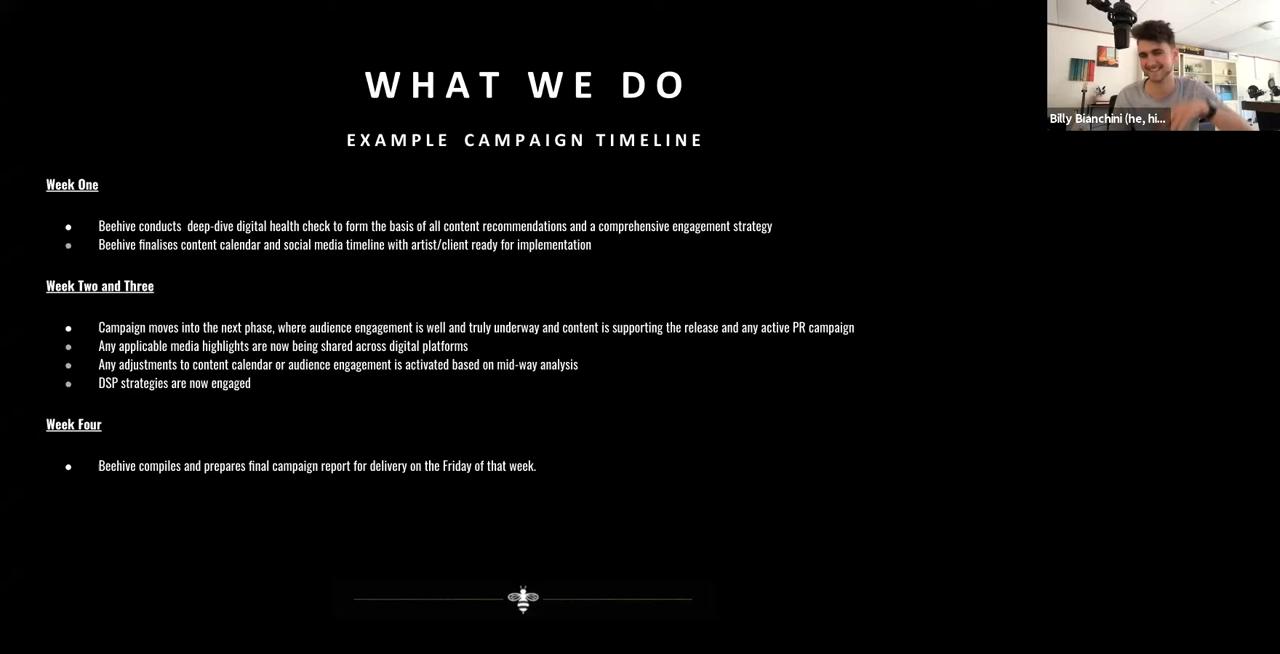 WHAT WE DO
EXAMPLE CAMPAIGN TIMELINE
Billy Bianchini (he, hi...
Week One
● Beehive conducts deep-dive digital health check to form the basis of all content recommendations and a comprehensive engagement strategy
● Beehive finalises content calendar and social media timeline with artist/client ready for implementation
Week Two and Three
● Campaign moves into the next phase, where audience engagement is well and truly underway and content is supporting the release and any active PR campaign
● Any applicable media highlights are now being shared across digital platforms
● Any adjustments to content calendar or audience engagement is activated based on mid-way analysis
● DSP strategies are now engaged
Week Four
● Beehive compiles and prepares final campaign report for delivery on the Friday of that week.